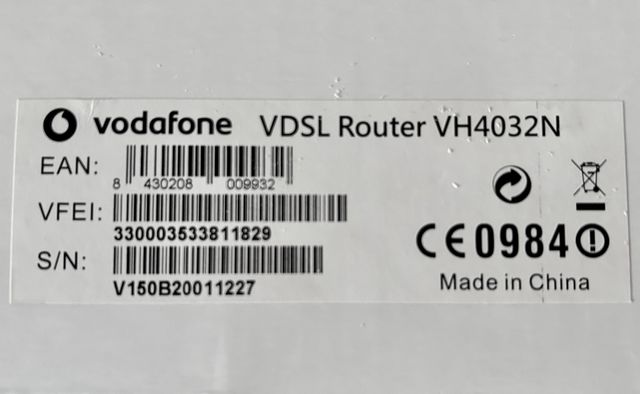 vodafone VDSL Router VH4032N
EAN:
8 430208 009932
VFEI:
330003533811829
S/N:
V150B20011227
CE0984
Made in China